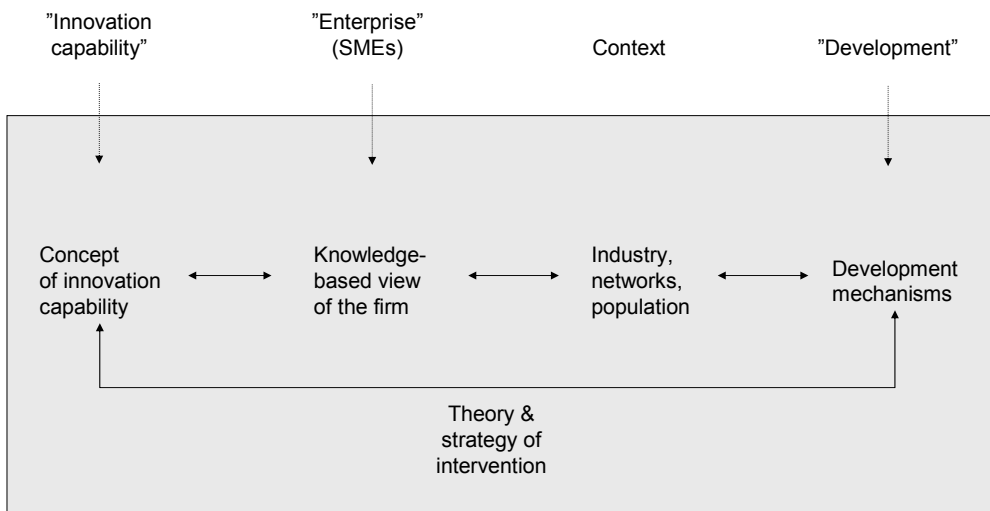 ”Innovation
capability”
”Enterprise”
(SMEs)
Context
”Development”
Concept
of innovation
capability
Knowledge-
based view
of the firm
Industry,
networks,
population
Development
mechanisms
Theory &
strategy of
intervention